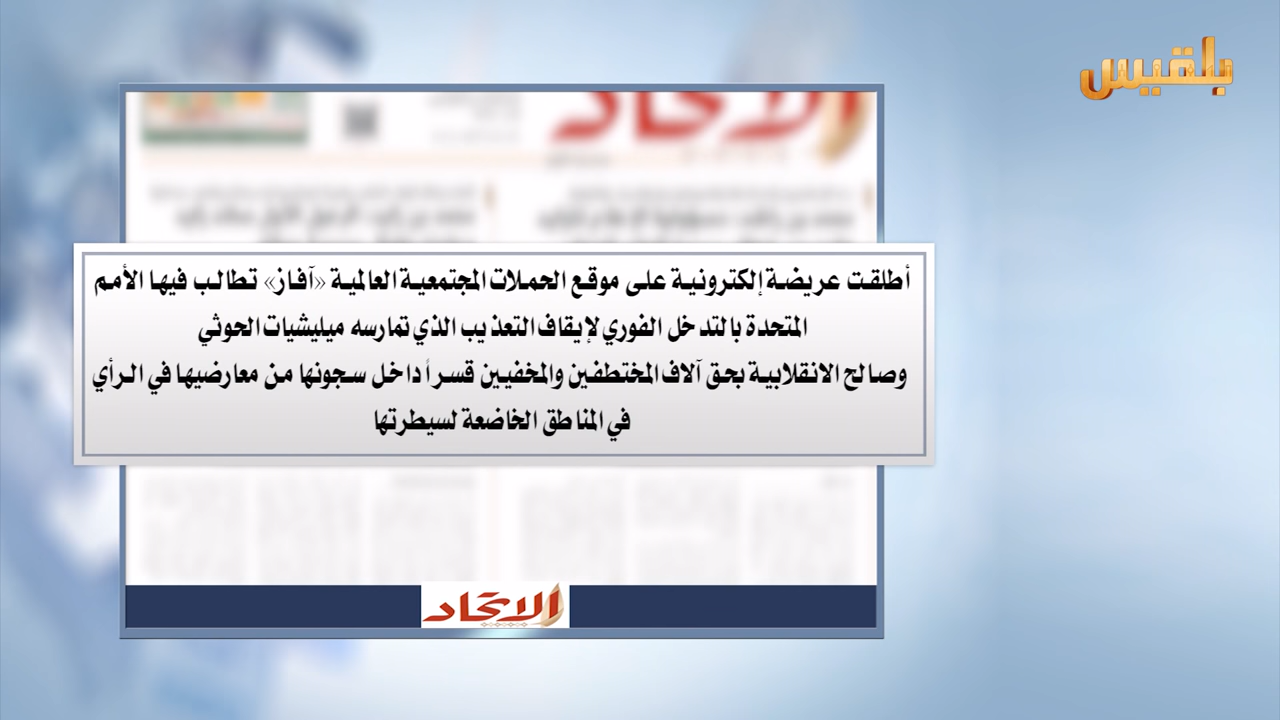 بلقيس
الاتحاد
أطلقت عريضة إلكترونية على موقع الحملات المجتمعية العالمية «آفاز» تطالب فيها الأمم
المتحدة بالتدخل الفوري لإيقاف التعذيب الذي تمارسه ميليشيات الحوثي
وصالح الانقلابية بحق آلاف المختطفين والمخفيين قسراً داخل سجونها من معارضيها في الرأي
في المناطق الخاضعة لسيطرتها
الاتحاد